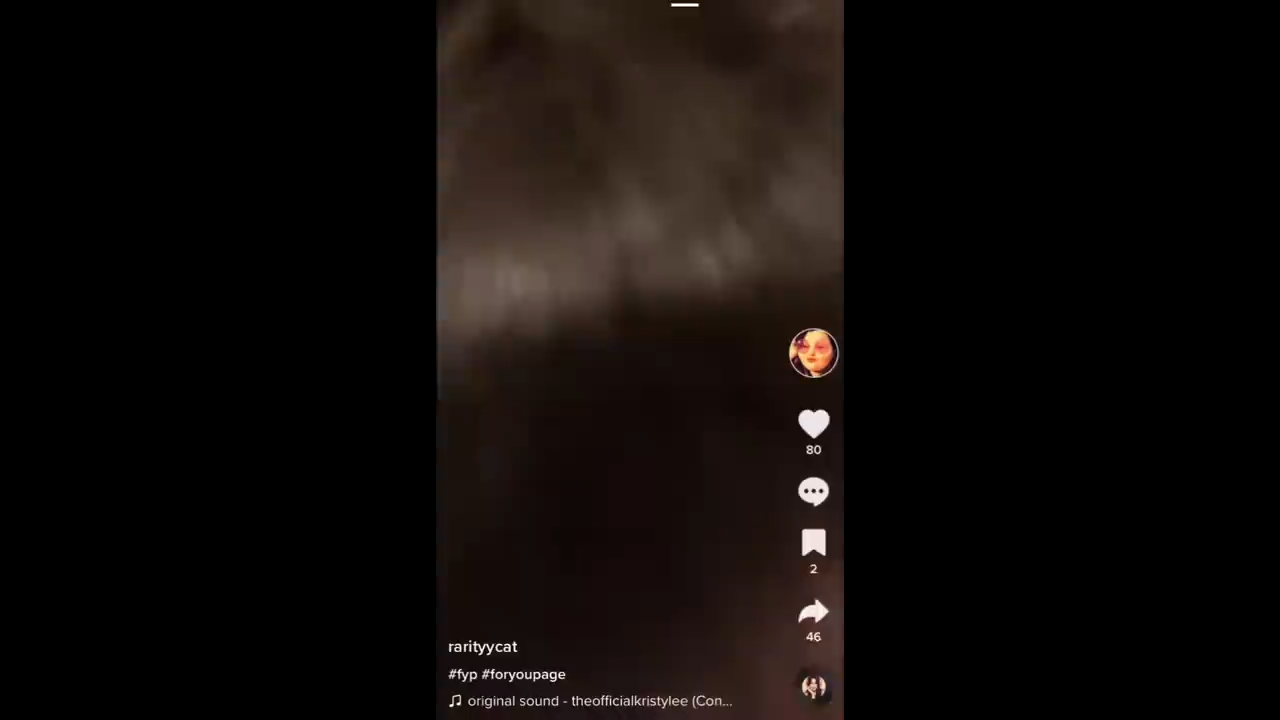 80
2
46
rarityycat
#fyp #foryoupage
original sound - theofficialkristylee (Con...